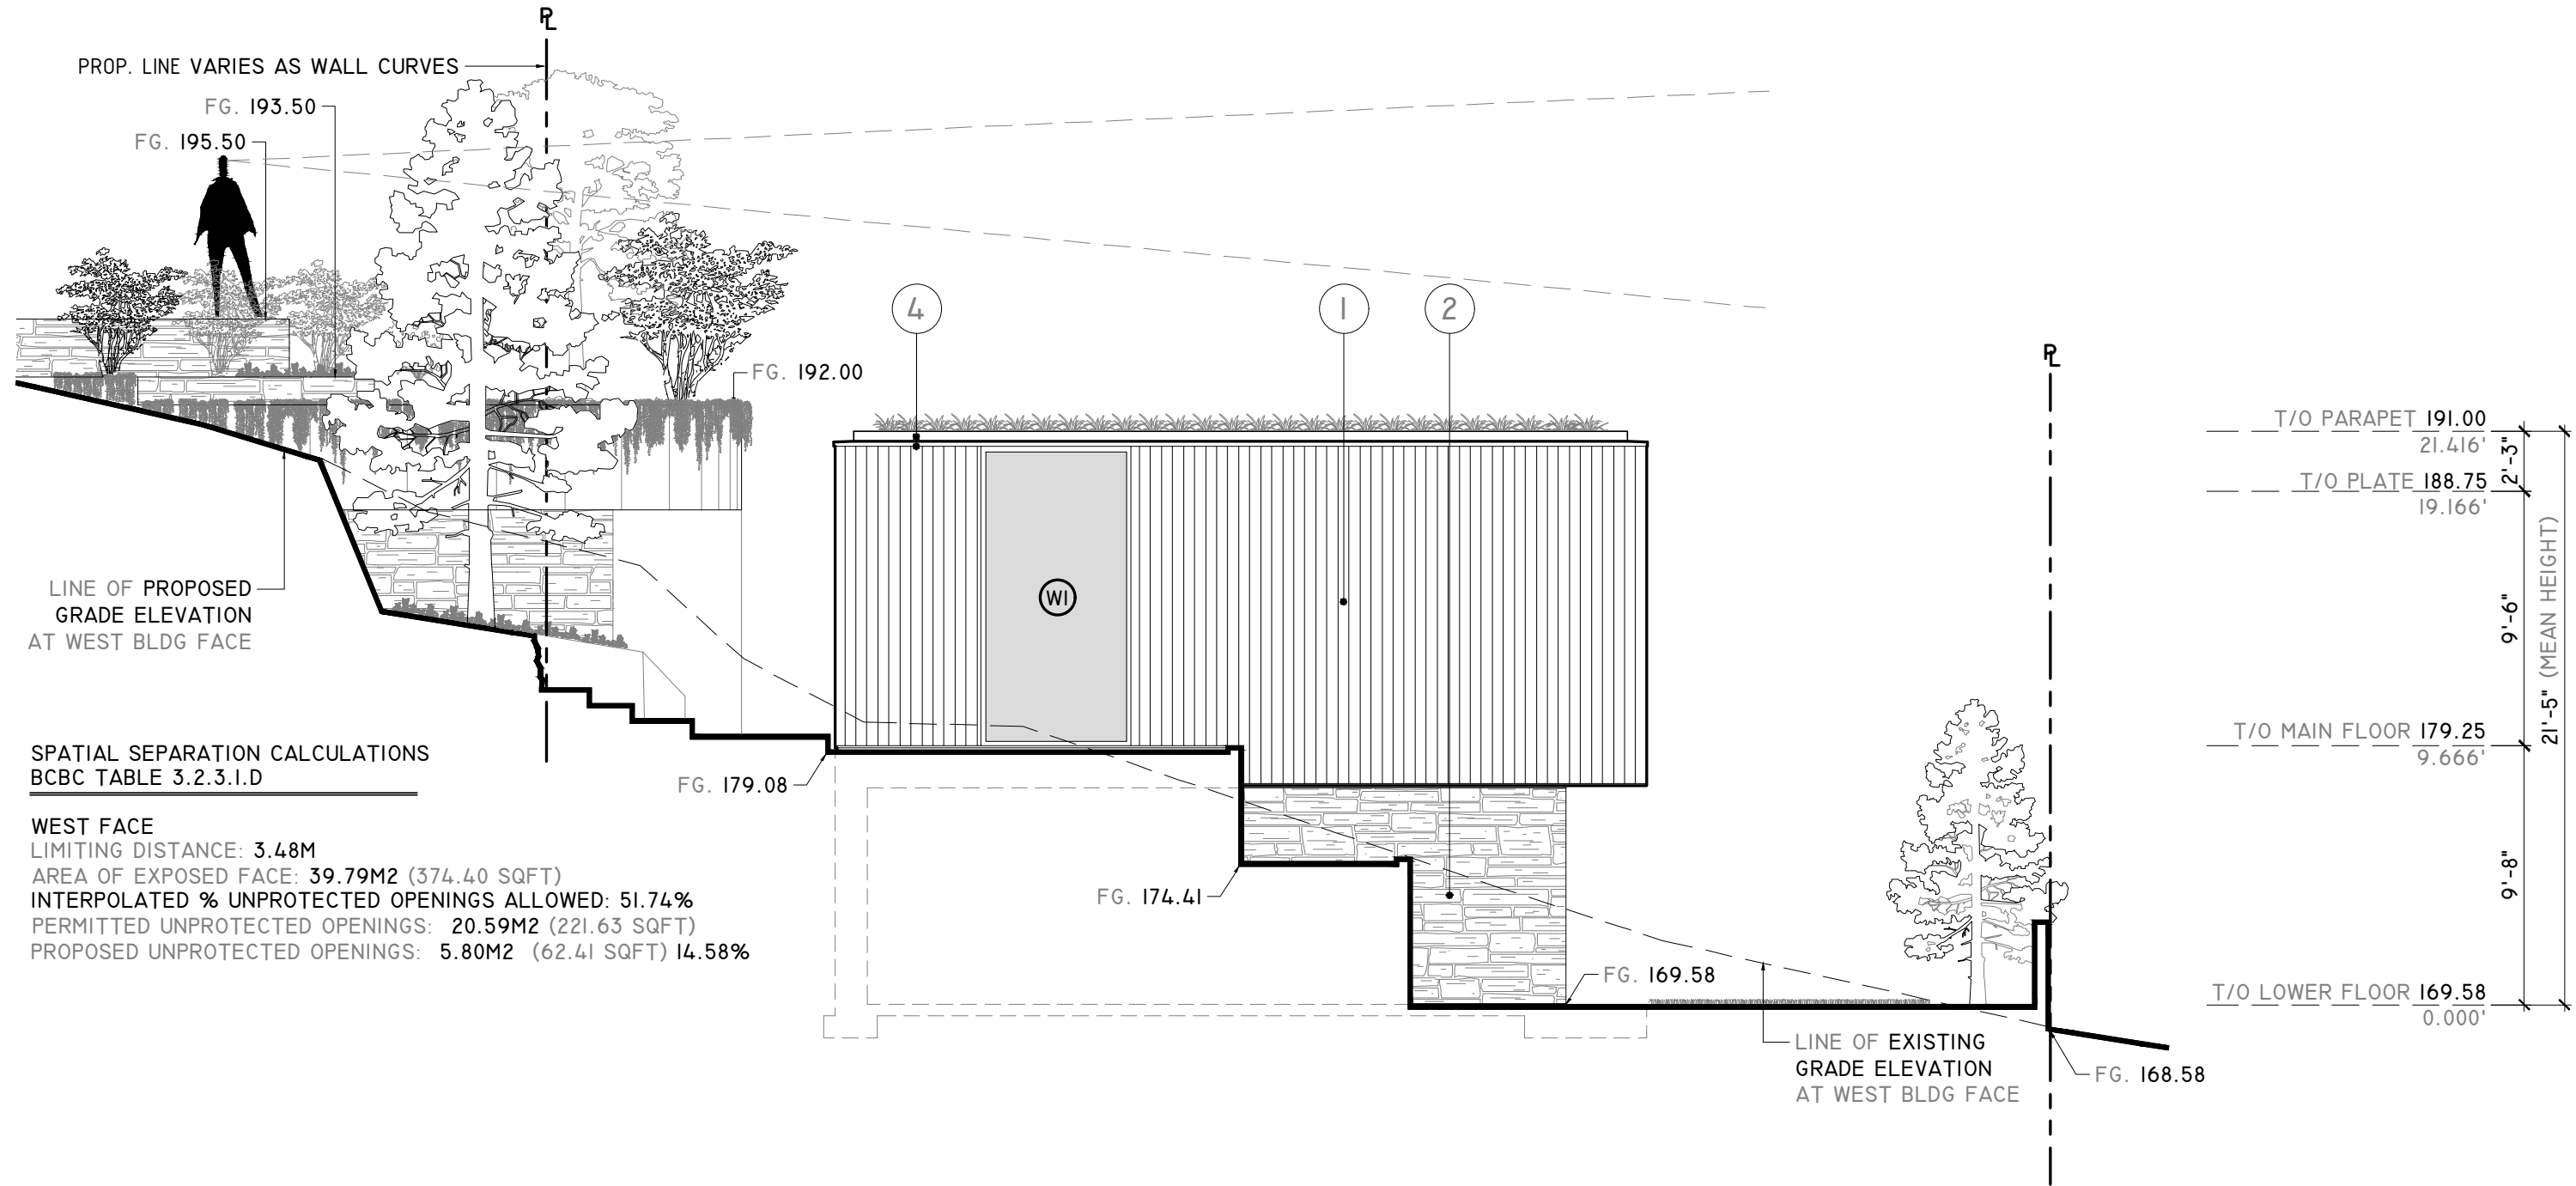 PL
PROP. LINE VARIES AS WALL CURVES
FG. 193.50
FG. 195.50
4
1
2
FG. 192.00
PL
T/O PARAPET 191.00
21.416'
2'-3"
T/O PLATE 188.75
19.166'
W1
9'-6"
21'-5" (MEAN HEIGHT)
LINE OF PROPOSED
GRADE ELEVATION
AT WEST BLDG FACE
T/O MAIN FLOOR 179.25
9.666'
FG. 179.08
SPATIAL SEPARATION CALCULATIONS
BCBC TABLE 3.2.3.1.D
WEST FACE
LIMITING DISTANCE: 3.48M
AREA OF EXPOSED FACE: 39.79M2 (374.40 SQFT)
INTERPOLATED % UNPROTECTED OPENINGS ALLOWED: 51.74%
PERMITTED UNPROTECTED OPENINGS: 20.59M2 (221.63 SQFT)
PROPOSED UNPROTECTED OPENINGS: 5.80M2 (62.41 SQFT) 14.58%
FG. 174.41
9'-8"
FG. 169.58
T/O LOWER FLOOR 169.58
0.000'
LINE OF EXISTING
GRADE ELEVATION
AT WEST BLDG FACE
FG. 168.58